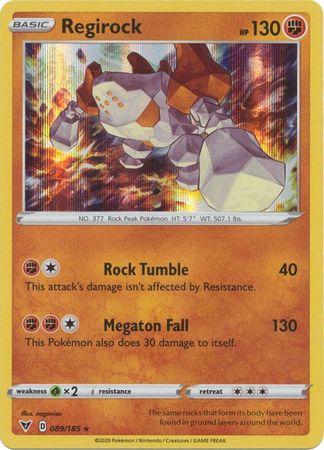 BASIC
Regirock HP 130
NO. 377 Rock Peak Pokémon HT: 5'7" WT: 507.1 lbs.
Rock Tumble 40
This attack's damage isn't affected by Resistance.
Megaton Fall 130
This Pokémon also does 30 damage to itself.
weakness ×2 resistance retreat
Illus. nagimiso
The same rocks that form its body have been
found in ground layers around the world.
D 089/185 ★
©2020 Pokémon / Nintendo / Creatures / GAME FREAK